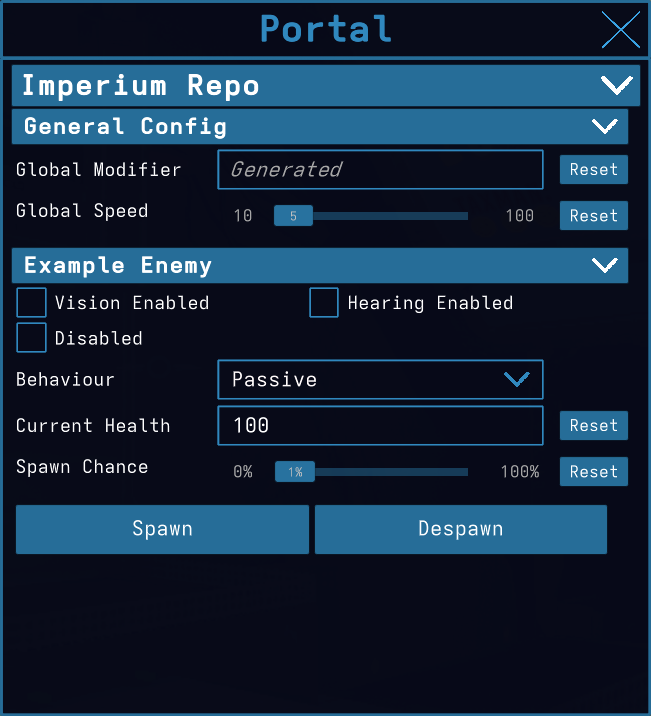 Portal
Imperium Repo
General Config
Global Modifier Generated Reset
Global Speed 10 5 100 Reset
Example Enemy
Vision Enabled Hearing Enabled
Disabled
Behaviour Passive
Current Health 100 Reset
Spawn Chance 0% 1% 100% Reset
Spawn Despawn